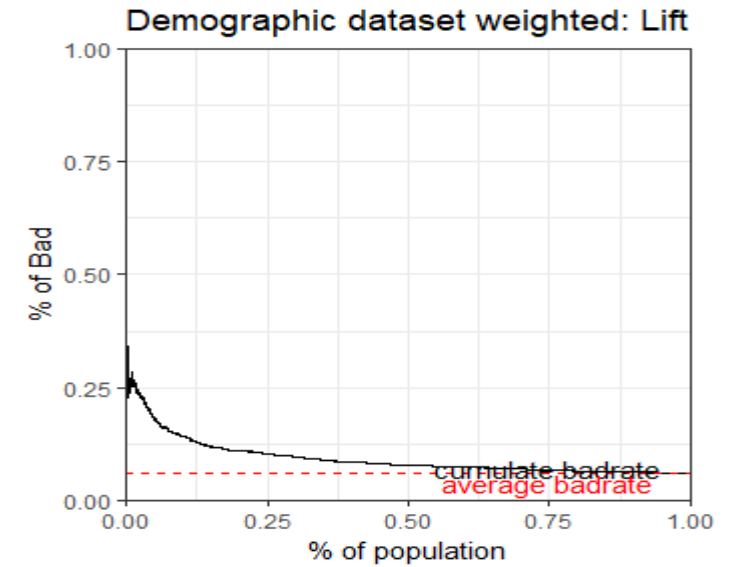 Demographic dataset weighted: Lift
1.00
0.75
0.50
0.25
0.00
% of Bad
cumulate badrate
average badrate
0.00 0.25 0.50 0.75 1.00
% of population